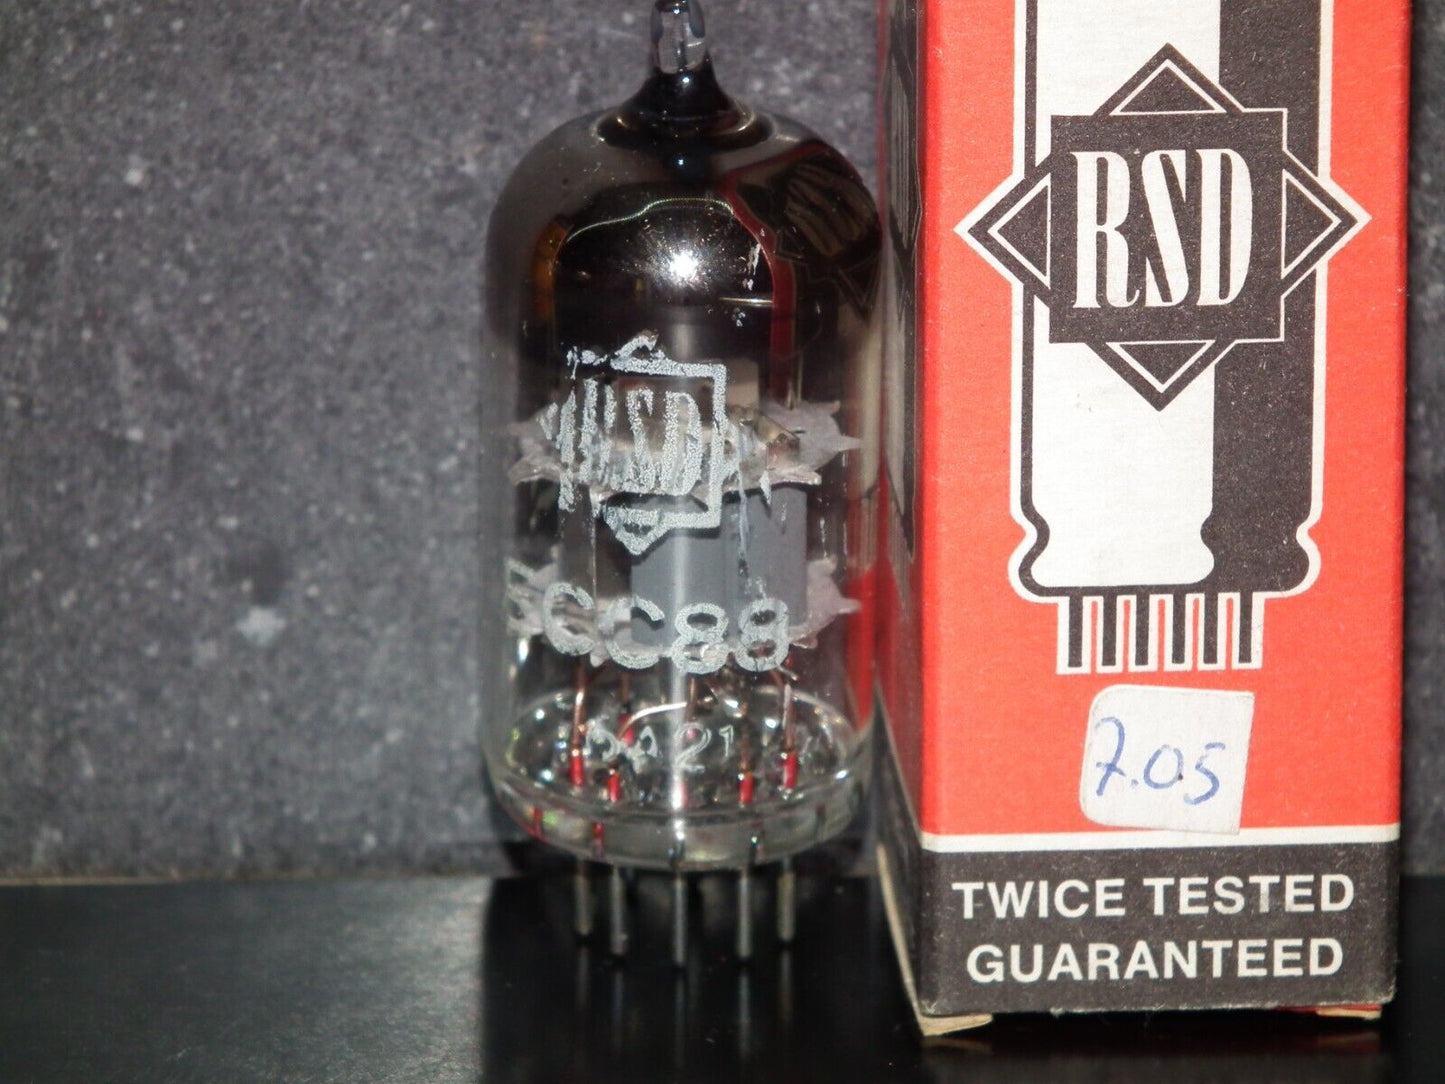 RSD
ECC88
RSD
7.05
TWICE TESTED
GUARANTEED